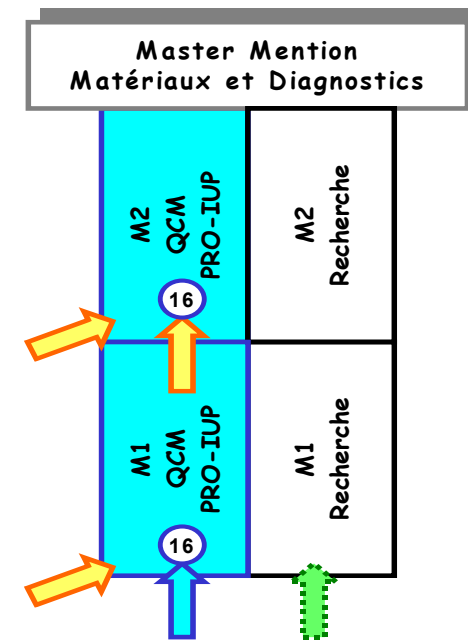 Master Mention
Matériaux et Diagnostics
M2
QCM
PRO-IUP
16
M2
Recherche
M1
QCM
PRO-IUP
16
M1
Recherche